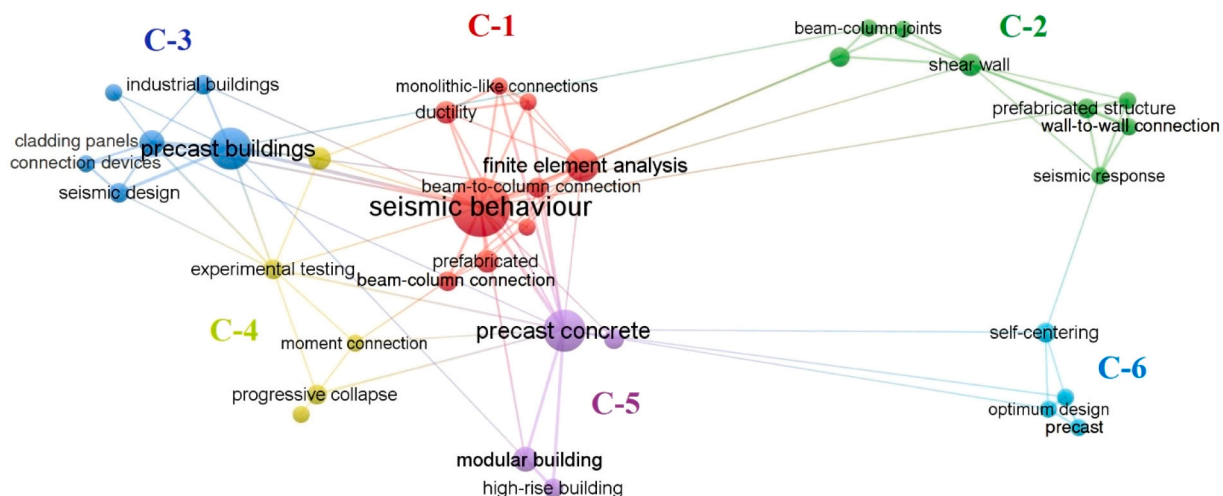 C-3
C-1
C-2
beam-column joints
shear wall
industrial buildings
monolithic-like connections
ductility
prefabricated structure
wall-to-wall connection
cladding panels
precast buildings
connection devices
finite element analysis
seismic design
beam-to-column connection
seismic response
seismic behaviour
experimental testing
prefabricated
beam-column connection
C-4
moment connection
precast concrete
self-centering
progressive collapse
C-5
C-6
optimum design
precast
modular building
high-rise building